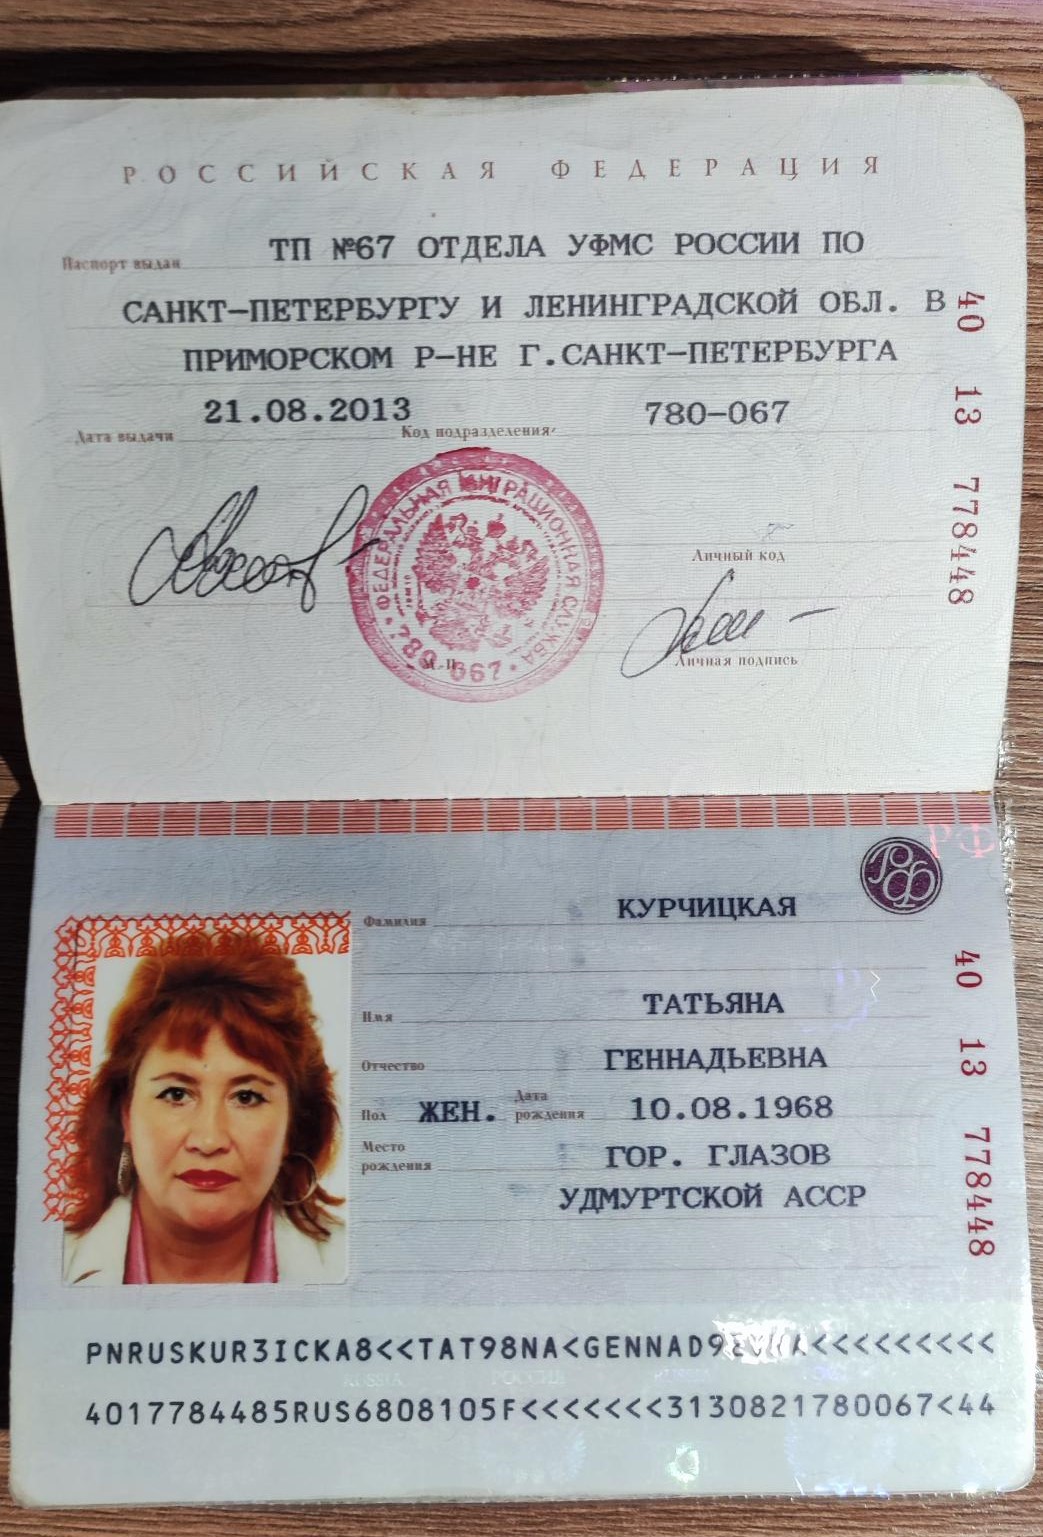 РОССИЙСКАЯ ФЕДЕРАЦИЯ
Паспорт выдан ТП №67 ОТДЕЛА УФМС РОССИИ ПО
САНКТ-ПЕТЕРБУРГУ И ЛЕНИНГРАДСКОЙ ОБЛ. В
ПРИМОРСКОМ Р-НЕ Г.САНКТ-ПЕТЕРБУРГА
Дата выдачи 21.08.2013 Код подразделения 780-067
40 13 778448
ФЕДЕРАЛЬНАЯ МИГРАЦИОННАЯ СЛУЖБА
780-067
М.П.
Личный код
Личная подпись
РФ
Фамилия КУРЧИЦКАЯ
Имя ТАТЬЯНА
Отчество ГЕННАДЬЕВНА
Пол ЖЕН. Дата рождения 10.08.1968
Место рождения ГОР. ГЛАЗОВ
УДМУРТСКОЙ АССР
40 13 778448
PNRUSKUR3ICKA8<<TAT98NA<GENNAD9EVNA<<<<<<<<<
4017784485RUS6808105F<<<<<<<3130821780067<44